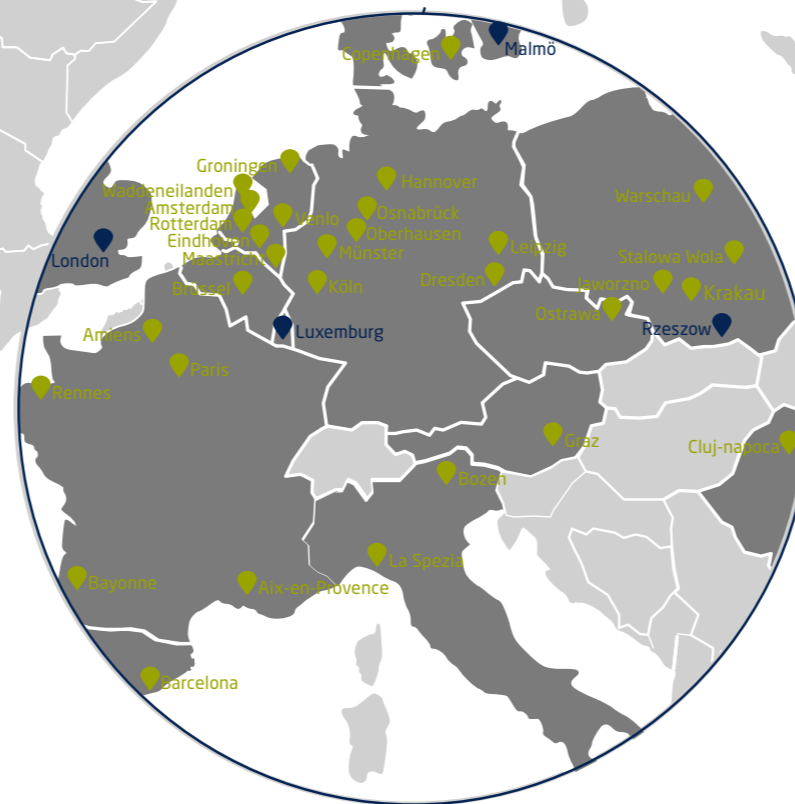 Copenhagen
Malmö
Groningen
Hannover
Waddeneilanden
Warschau
Amsterdam
Osnabrück
Rotterdam
Venlo
Oberhausen
Eindhoven
Leipzig
London
Münster
Stalowa Wola
Maastricht
Dresden
Jaworzno
Brüssel
Köln
Krakau
Ostrawa
Rzeszow
Luxemburg
Amiens
Paris
Rennes
Graz
Cluj-napoca
Bozen
La Spezia
Bayonne
Aix-en-Provence
Barcelona